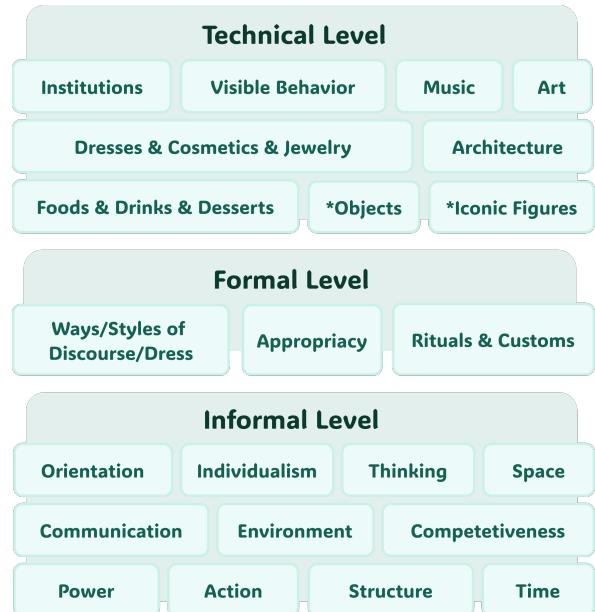 Technical Level
Institutions
Visible Behavior
Music
Art
Dresses & Cosmetics & Jewelry
Architecture
Foods & Drinks & Desserts
*Objects
*Iconic Figures
Formal Level
Ways/Styles of
Discourse/Dress
Appropriacy
Rituals & Customs
Informal Level
Orientation
Individualism
Thinking
Space
Communication
Environment
Competetiveness
Power
Action
Structure
Time